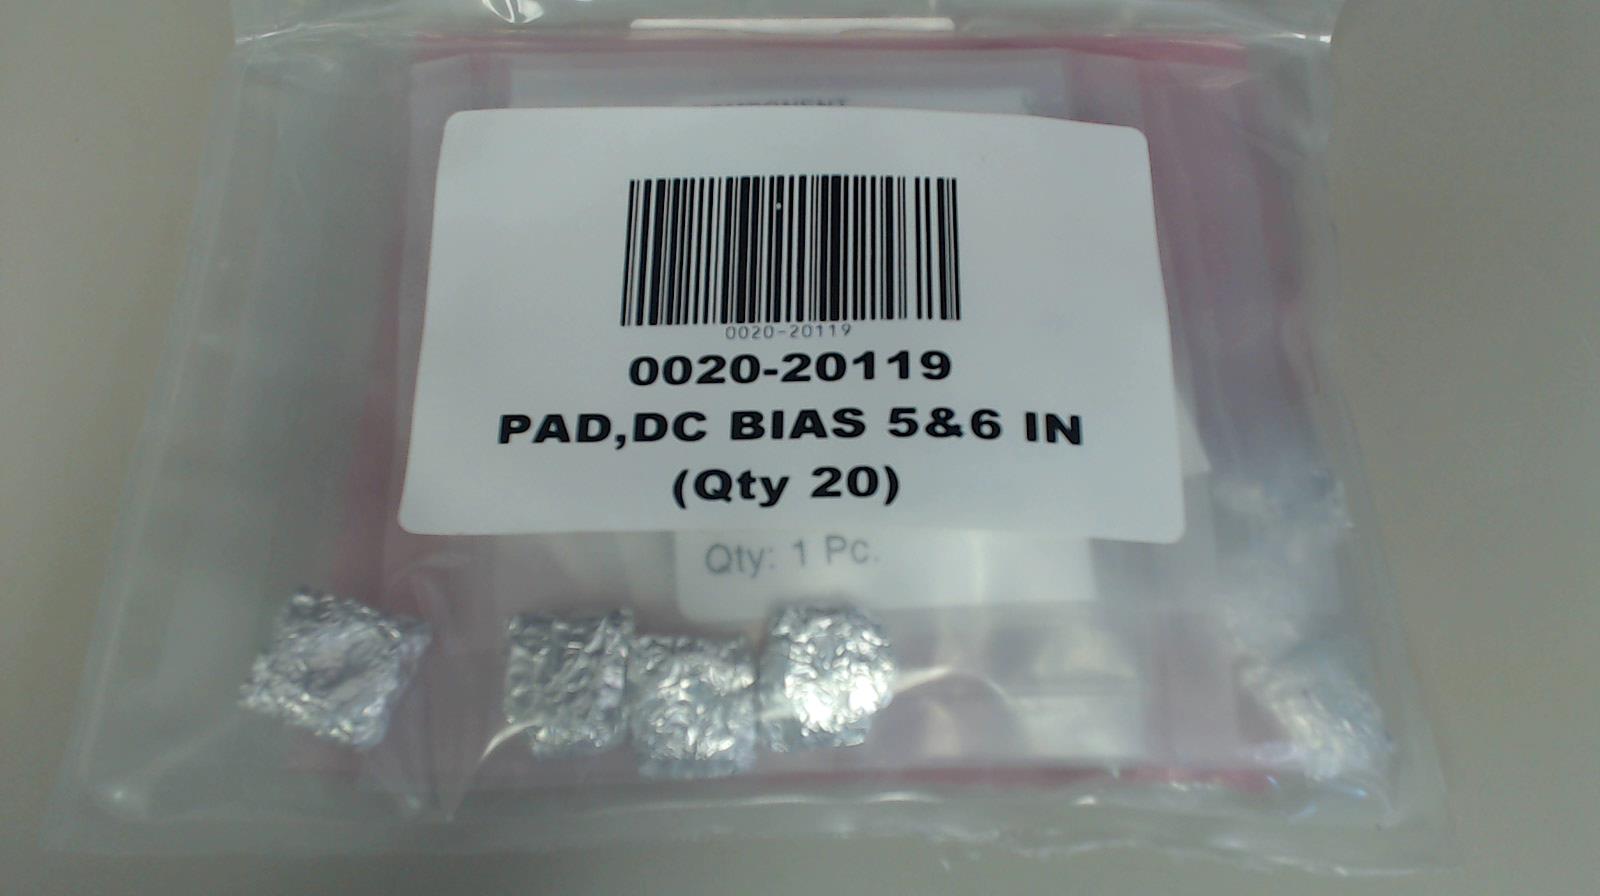 0020-20119
0020-20119
PAD,DC BIAS 5&6 IN
(Qty 20)
Qty: 1 Pc.